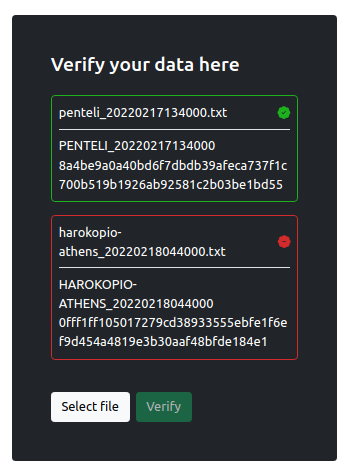 Verify your data here
penteli_20220217134000.txt
PENTELI_20220217134000
8a4be9a0a40bd6f7dbdb39afeca737f1c
700b519b1926ab92581c2b03be1bd55
harokopio-
athens_20220218044000.txt
HAROKOPIO-
ATHENS_20220218044000
0fff1ff105017279cd38933555ebfe1f6e
f9d454a4819e3b30aaf48bfde184e1
Select file
Verify